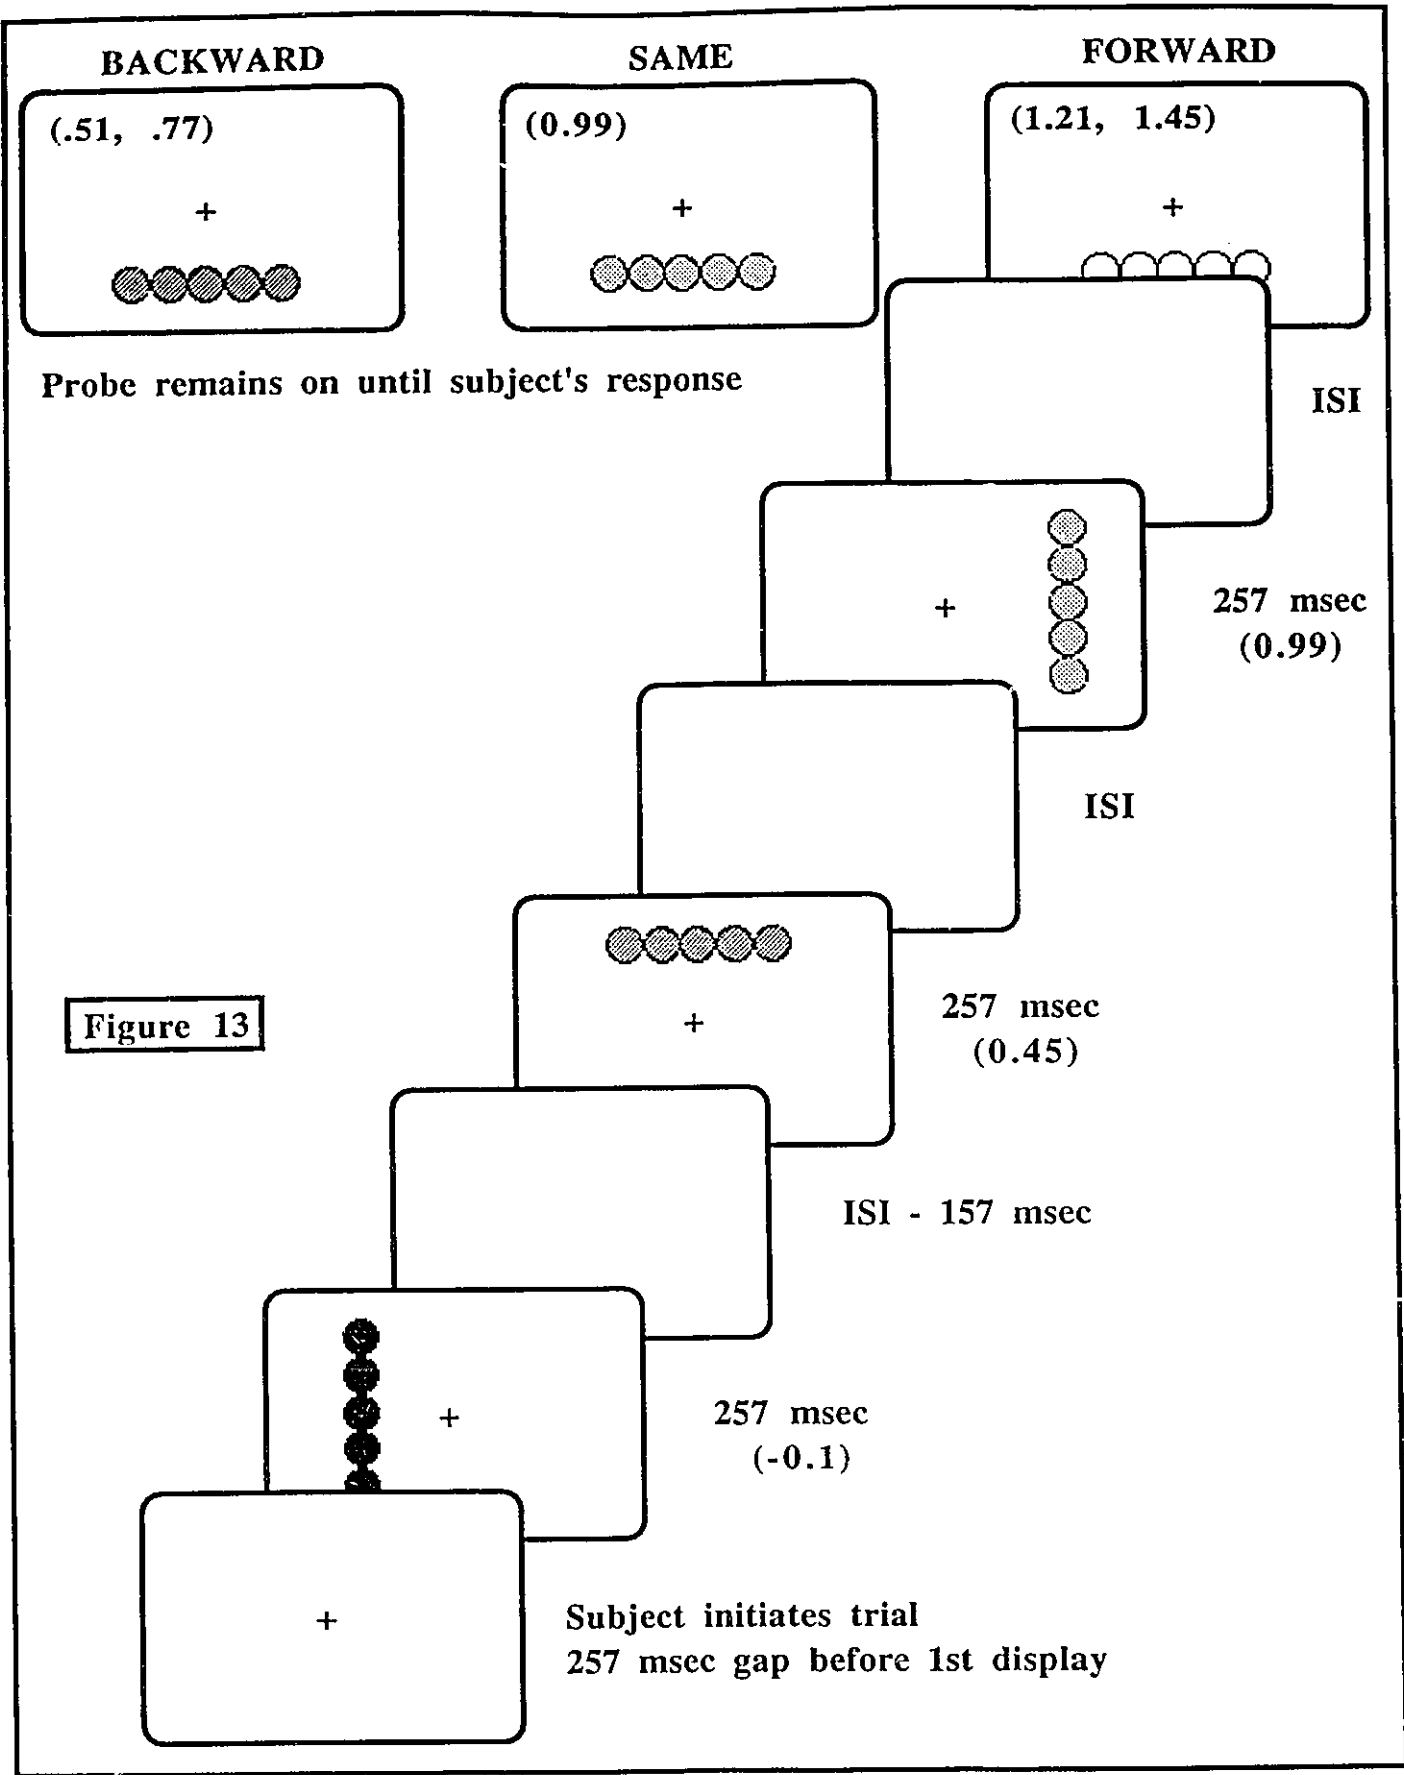 BACKWARD
SAME
FORWARD
(.51, .77)
(0.99)
(1.21, 1.45)
+
+
+
Probe remains on until subject's response
ISI
+
257 msec
(0.99)
ISI
+
257 msec
(0.45)
Figure 13
ISI - 157 msec
+
257 msec
(-0.1)
+
Subject initiates trial
257 msec gap before 1st display